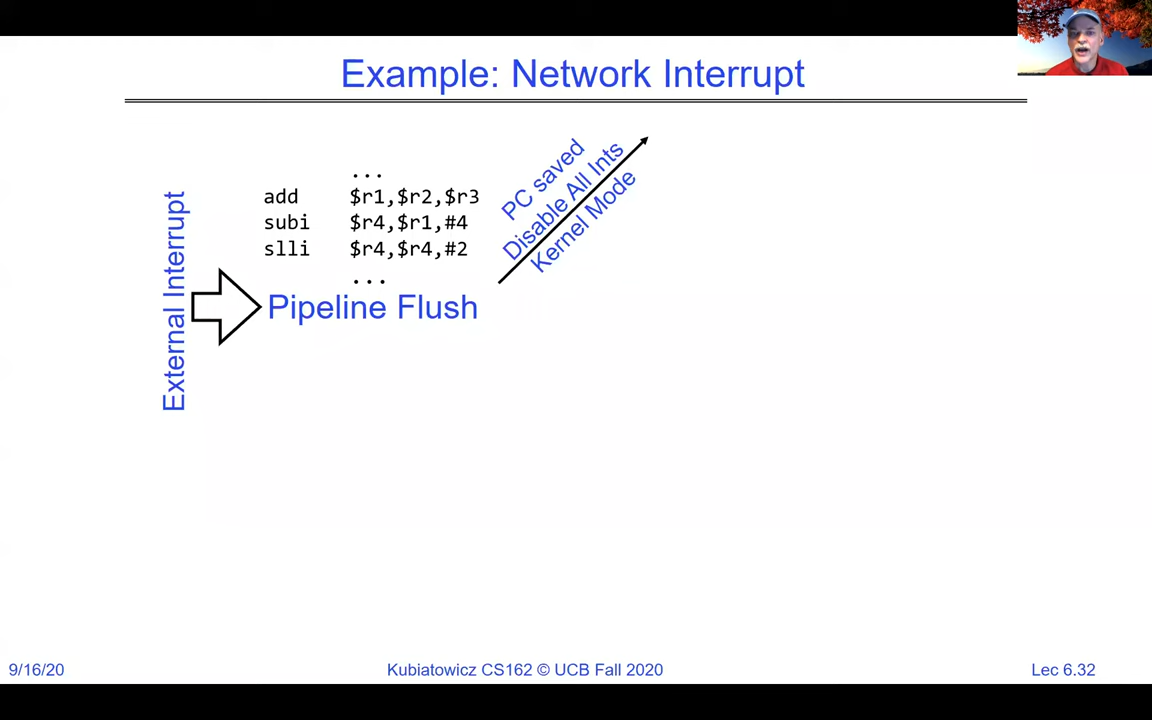 Example: Network Interrupt
External Interrupt
...
add $r1,$r2,$r3
subi $r4,$r1,#4
slli $r4,$r4,#2
...
Pipeline Flush
PC saved
Disable All Ints
Kernel Mode
9/16/20
Kubiatowicz CS162 © UCB Fall 2020
Lec 6.32